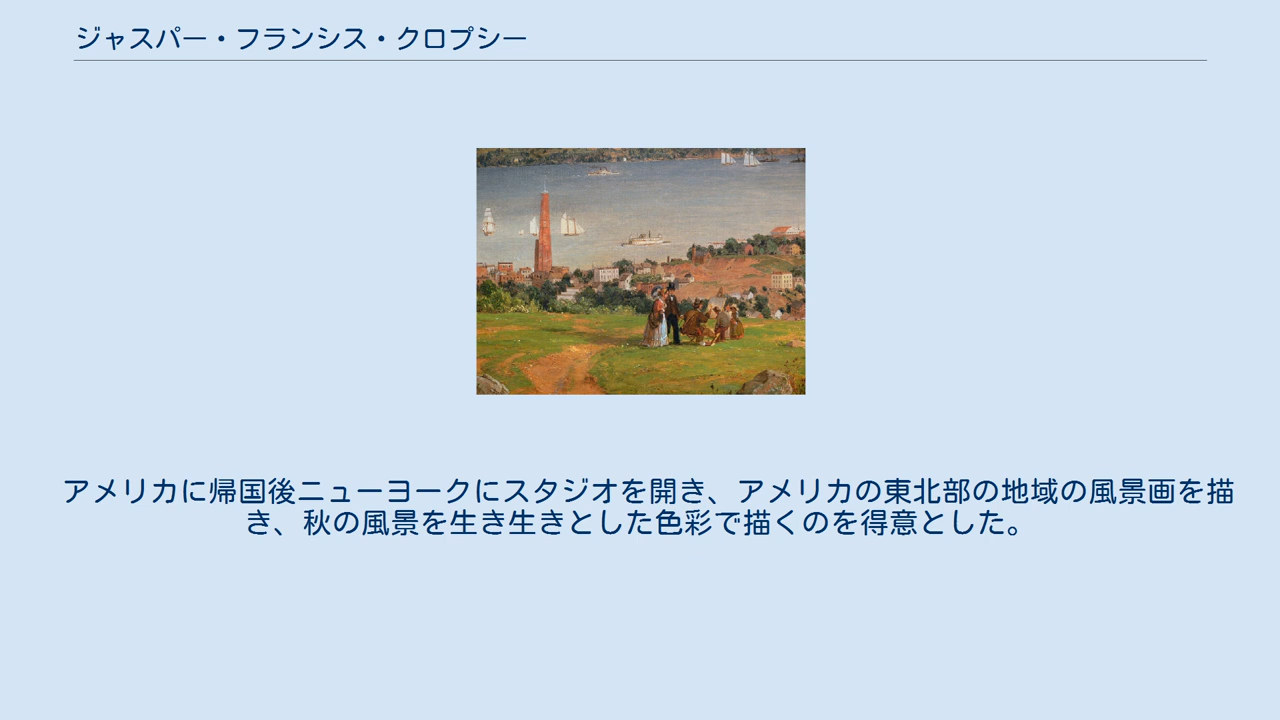 ジャスパー・フランシス・クロプシー
アメリカに帰国後ニューヨークにスタジオを開き、アメリカの東北部の地域の風景画を描
き、秋の風景を生き生きとした色彩で描くのを得意とした。